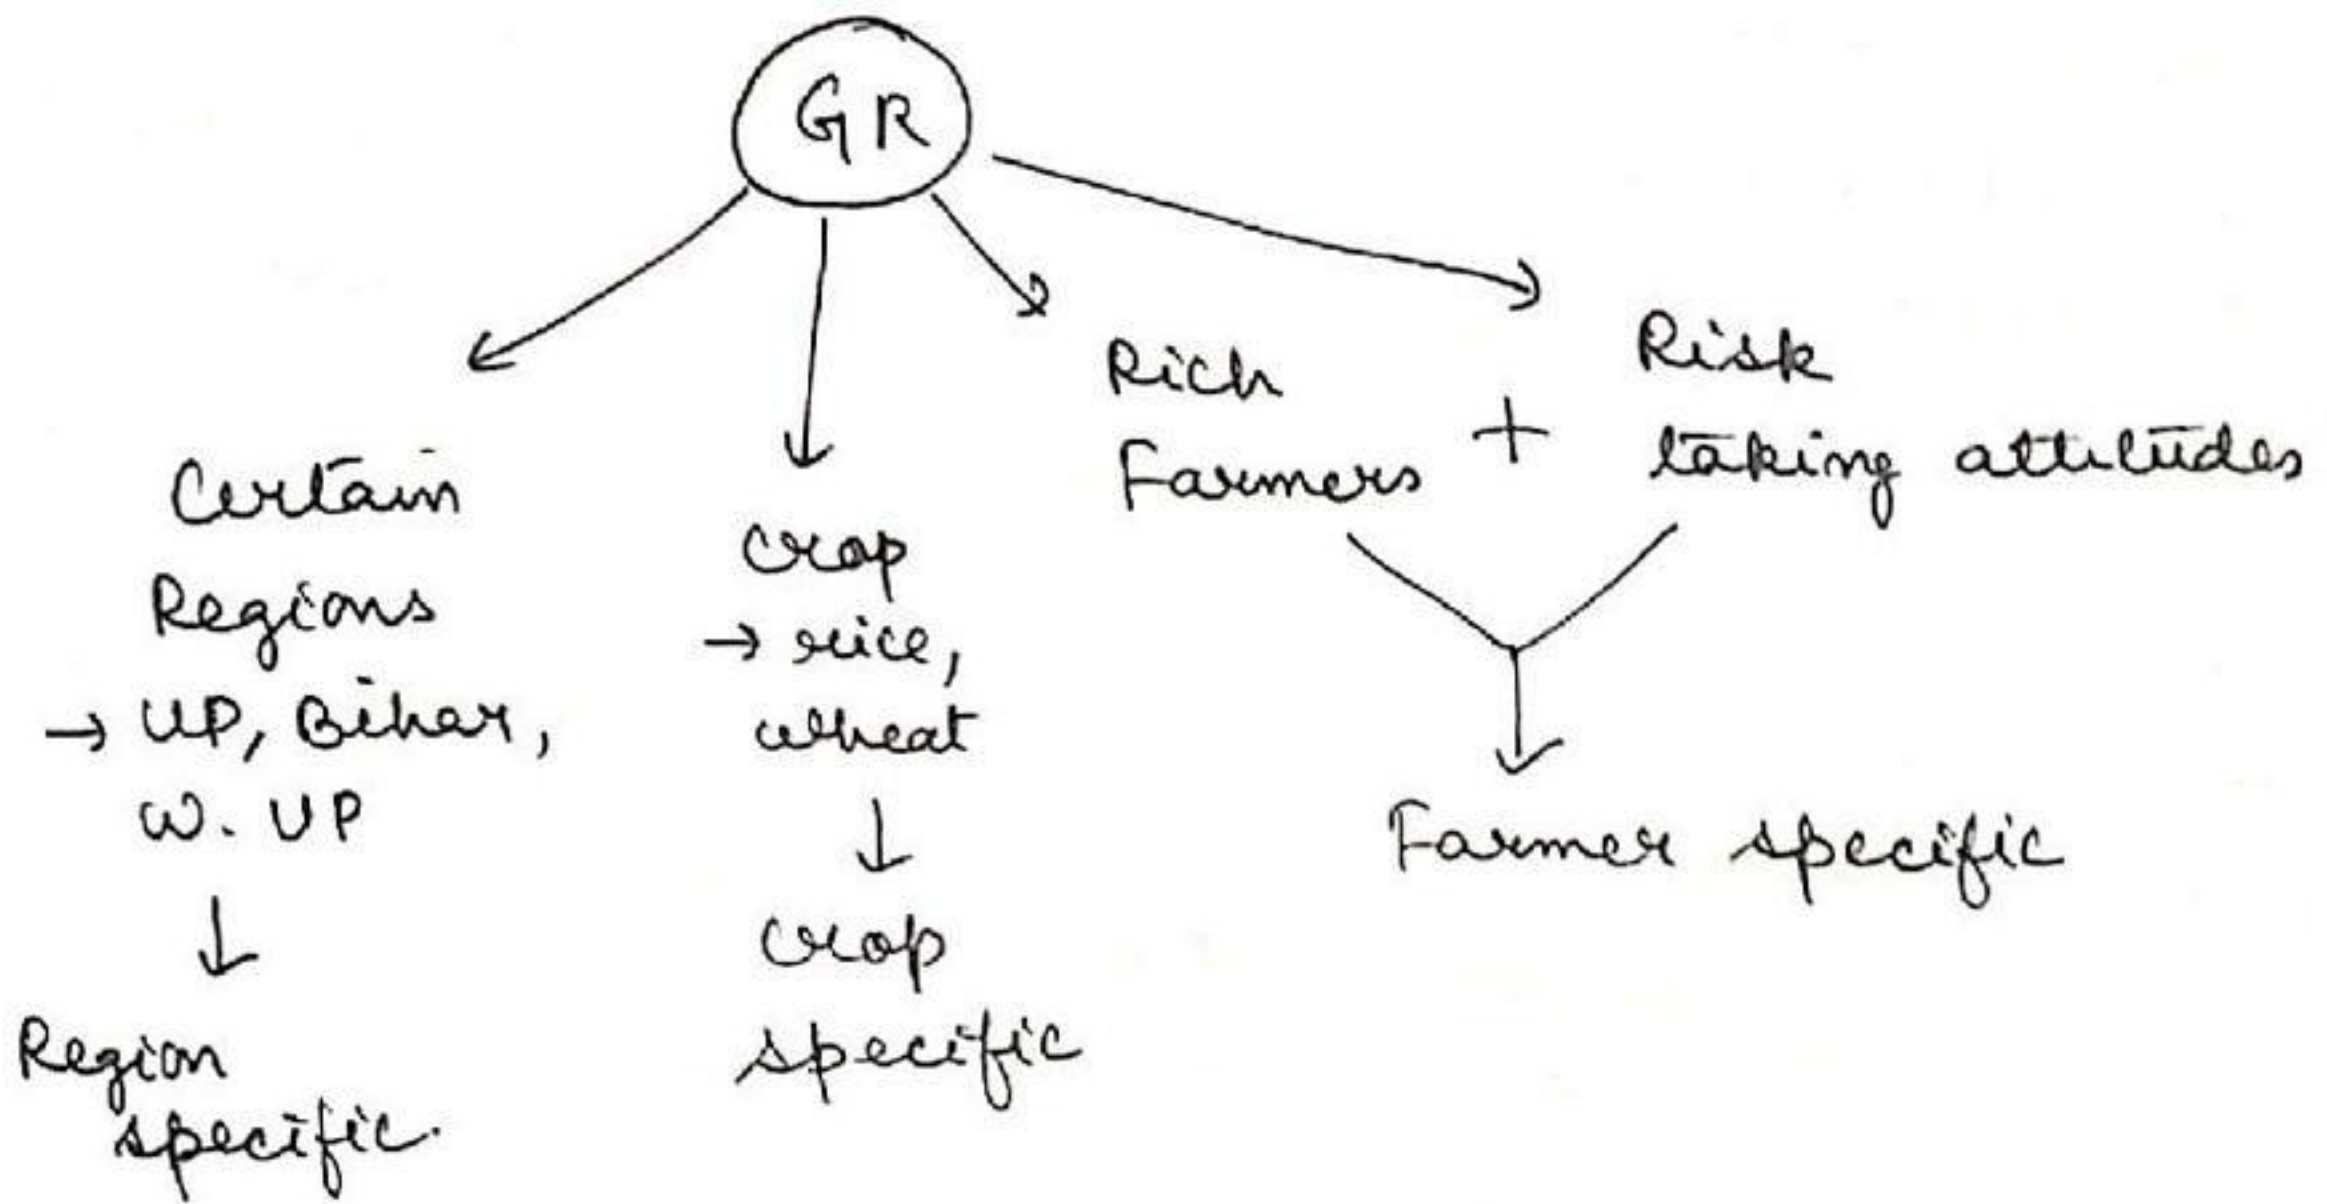 GR
Certain
Regions
→ UP, Bihar,
W. UP
↓
Region
specific.
Crop
→ rice,
wheat
↓
Crop
specific
Rich
Farmers
+
Risk
taking attitudes
Farmer specific